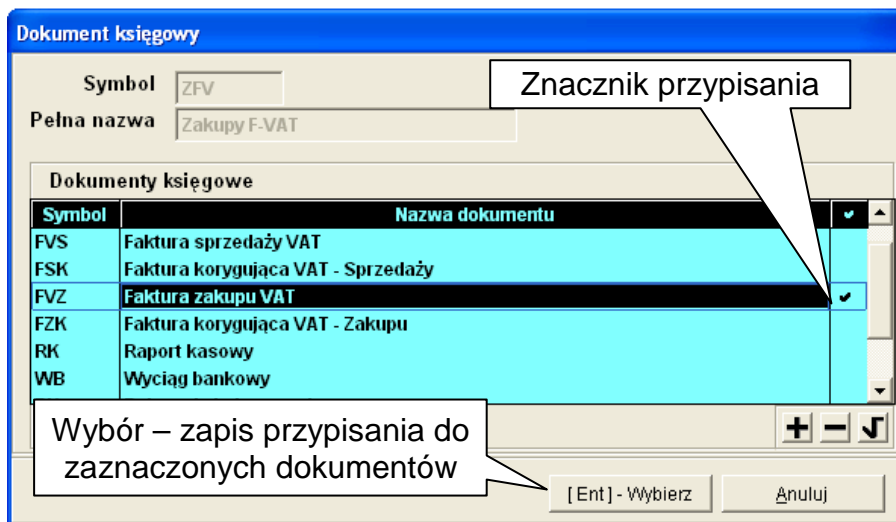 Dokument księgowy
Symbol ZFV
Znacznik przypisania
Pełna nazwa Zakupy F-VAT
Dokumenty księgowe
Symbol Nazwa dokumentu
FVS Faktura sprzedaży VAT
FSK Faktura korygująca VAT - Sprzedaży
FVZ Faktura zakupu VAT
FZK Faktura korygująca VAT - Zakupu
RK Raport kasowy
WB Wyciąg bankowy
Wybór – zapis przypisania do
zaznaczonych dokumentów
[ Ent ] - Wybierz Anuluj